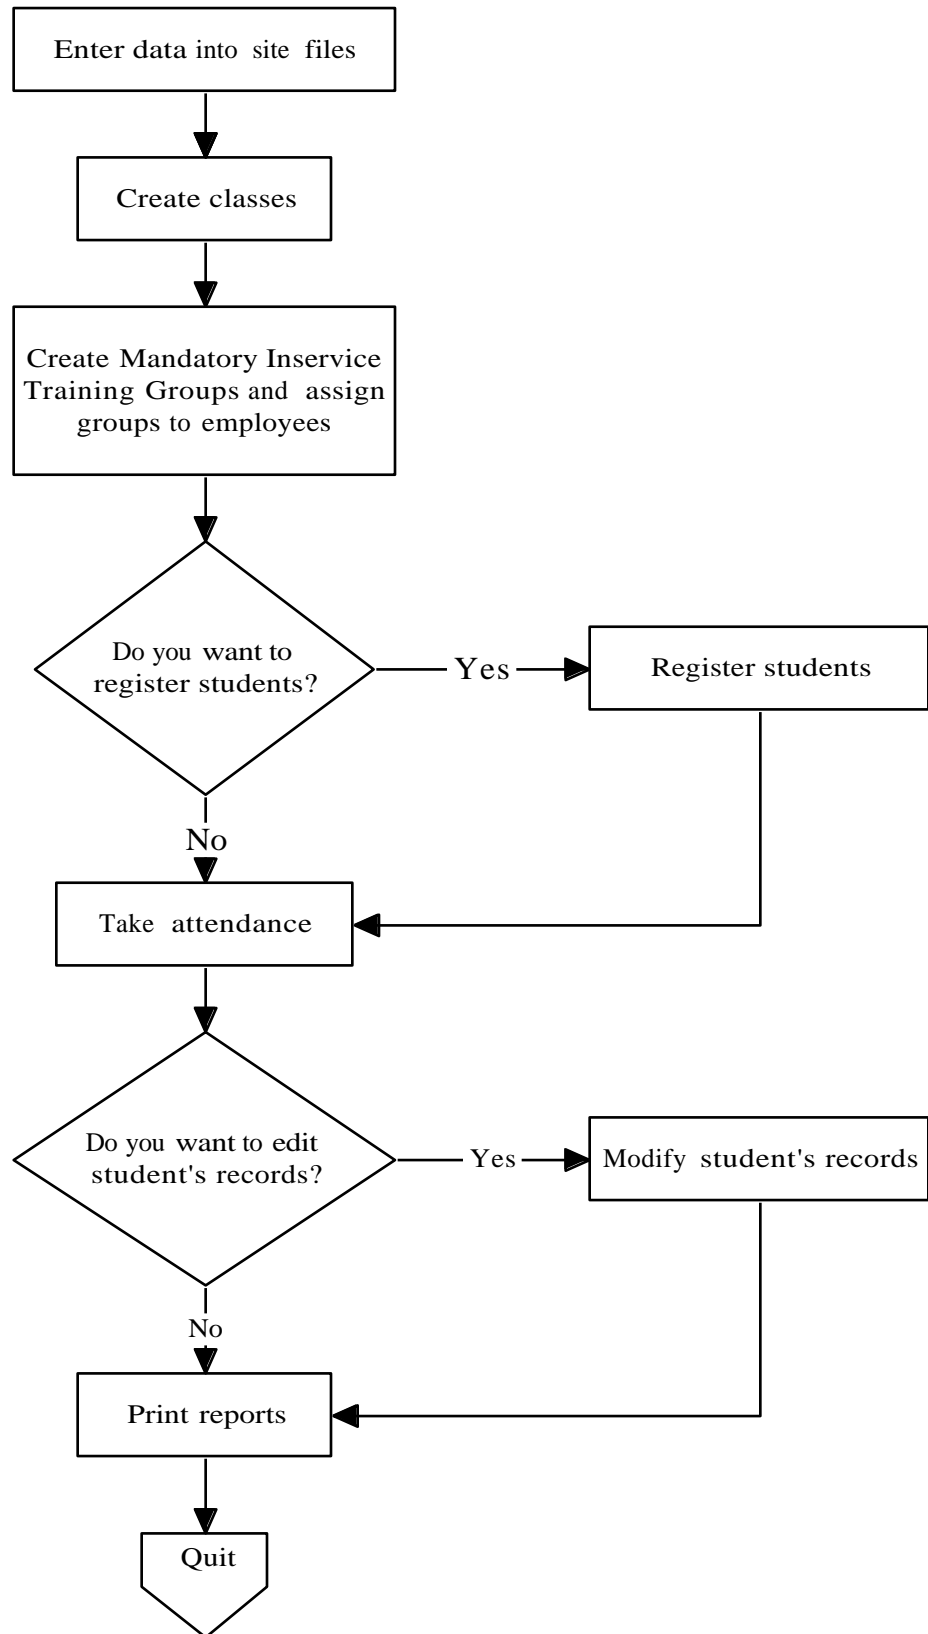 Enter data into site files
Create classes
Create Mandatory Inservice
Training Groups and assign
groups to employees
Do you want to
register students?
Yes
Register students
No
Take attendance
Do you want to edit
student's records?
Yes
Modify student's records
No
Print reports
Quit